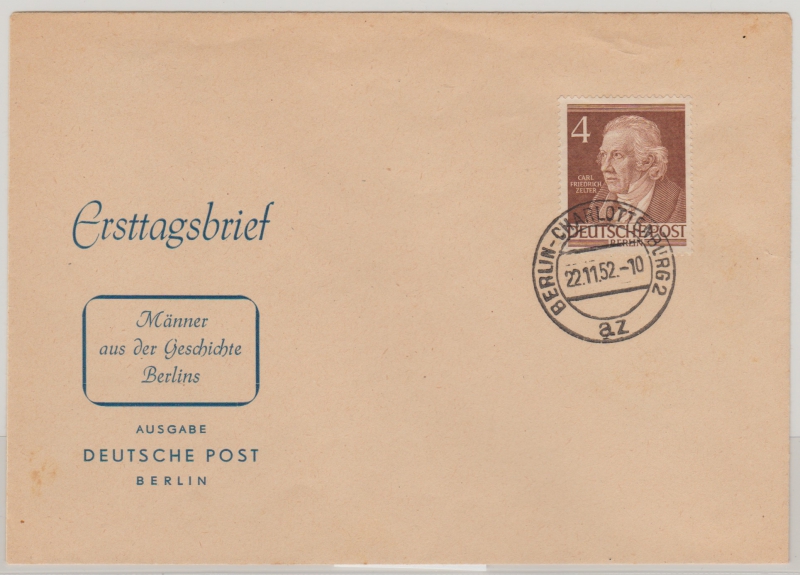 4
CARL
FRIEDRICH
ZELTER
DEUTSCHE POST
BERLIN
BERLIN-CHARLOTTENBURG 2
22.11.52.-10
az
Ersttagsbrief
Männer
aus der Geschichte
Berlins
AUSGABE
DEUTSCHE POST
BERLIN